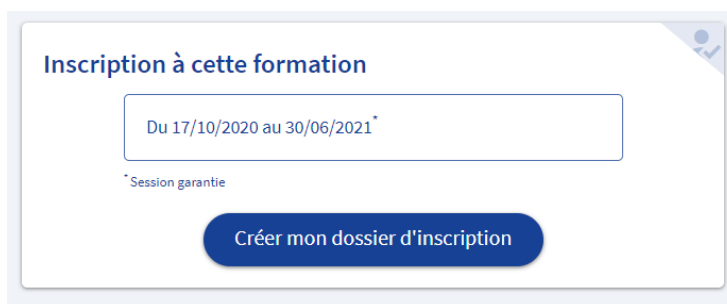 Inscription à cette formation
Du 17/10/2020 au 30/06/2021*
* Session garantie
Créer mon dossier d'inscription